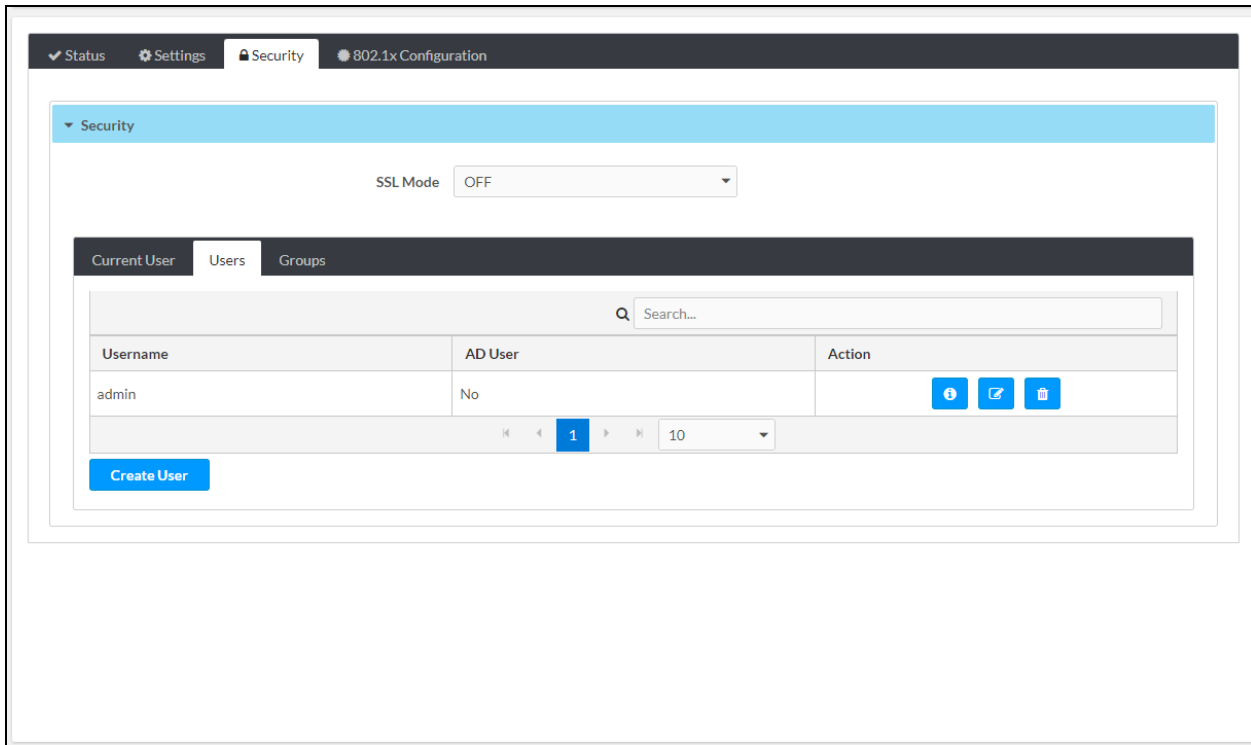 Status Settings Security 802.1x Configuration
Security
SSL Mode OFF
Current User Users Groups
Search...
Username AD User Action
admin No
1 10
Create User